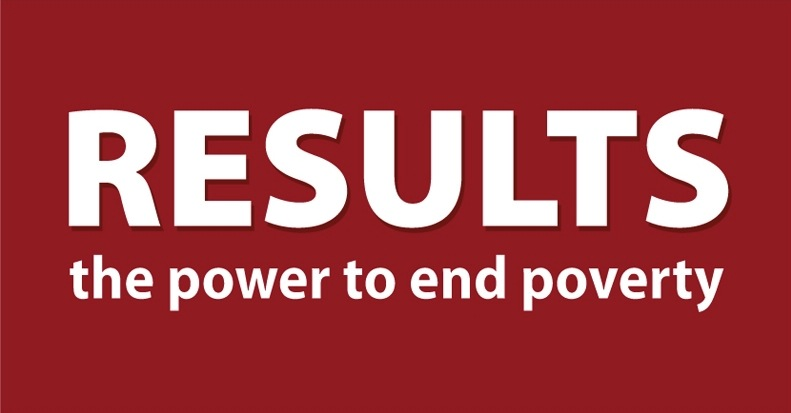 RESULTS
the power to end poverty